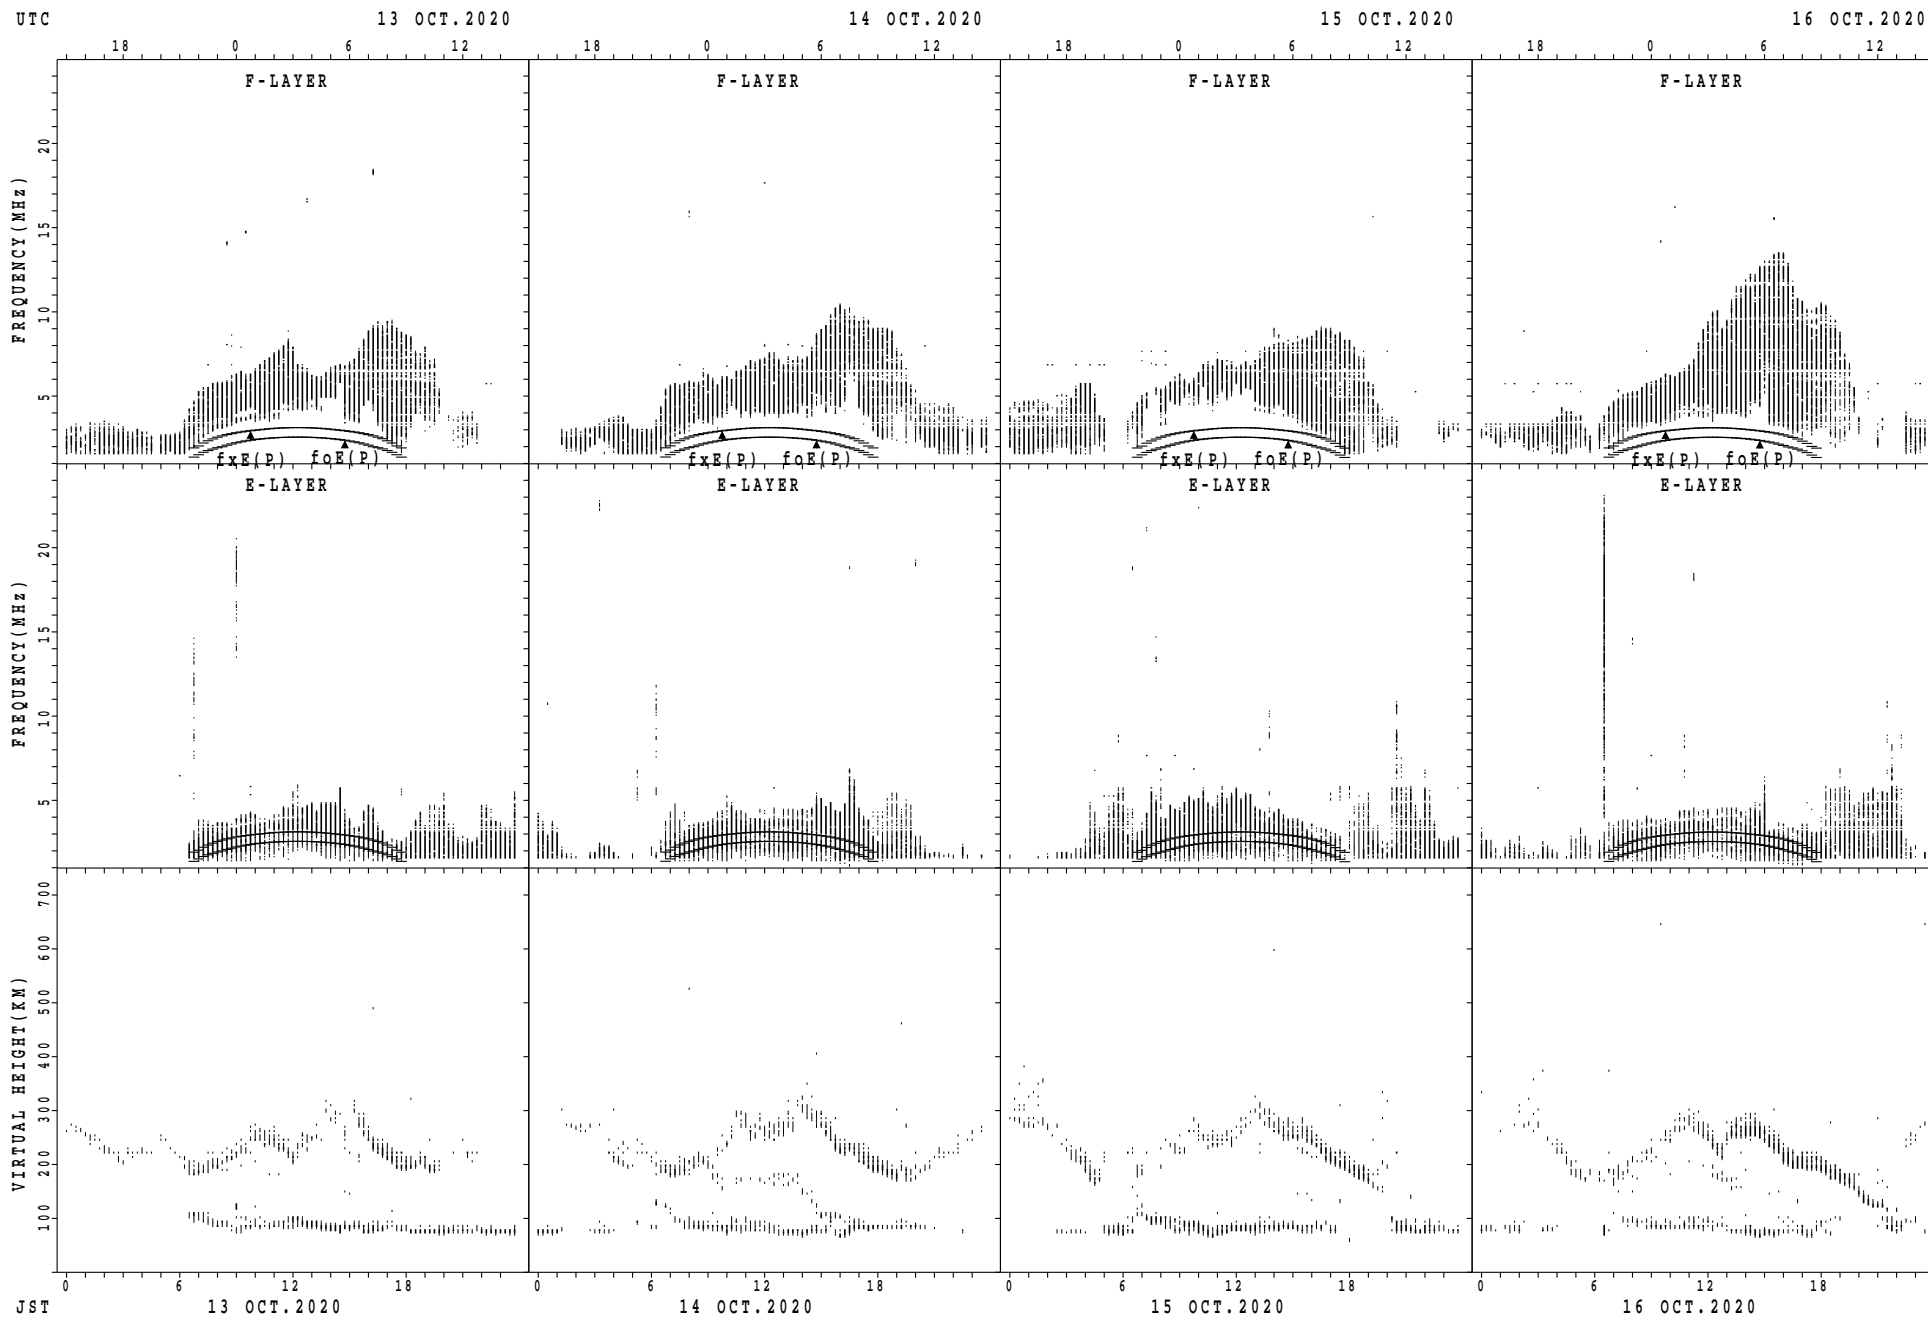 UTC 13 OCT.2020 14 OCT.2020 15 OCT.2020 16 OCT.2020
18 0 6 12 18 0 6 12 18 0 6 12 18 0 6 12
F-LAYER F-LAYER F-LAYER F-LAYER
FREQUENCY(MHz)
20
15
10
5
fxE(P) foE(P) fxE(P) foE(P) fxE(P) foE(P) fxE(P) foE(P)
E-LAYER E-LAYER E-LAYER E-LAYER
FREQUENCY(MHz)
20
15
10
5
VIRTUAL HEIGHT(KM)
700
600
500
400
300
200
100
0 6 12 18 0 6 12 18 0 6 12 18 0 6 12 18
JST 13 OCT.2020 14 OCT.2020 15 OCT.2020 16 OCT.2020